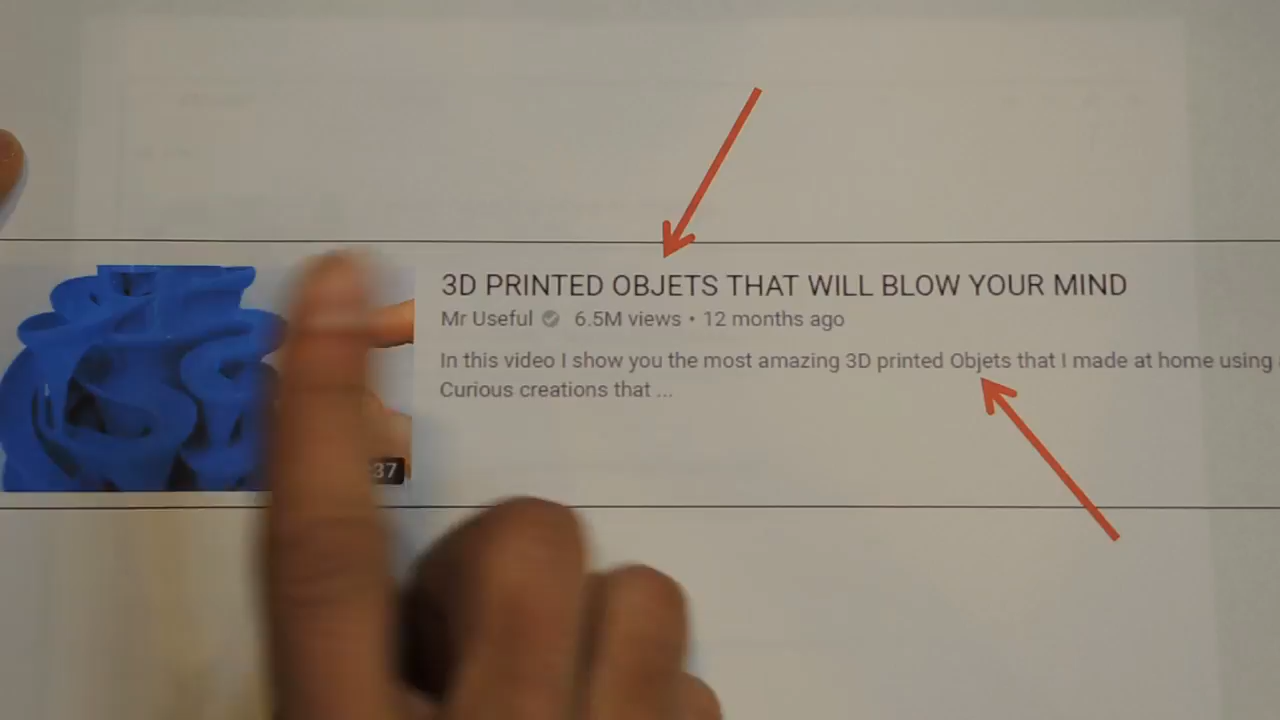 3D PRINTED OBJETS THAT WILL BLOW YOUR MIND
Mr Useful 6.5M views • 12 months ago
In this video I show you the most amazing 3D printed Objets that I made at home using
Curious creations that ...
:37